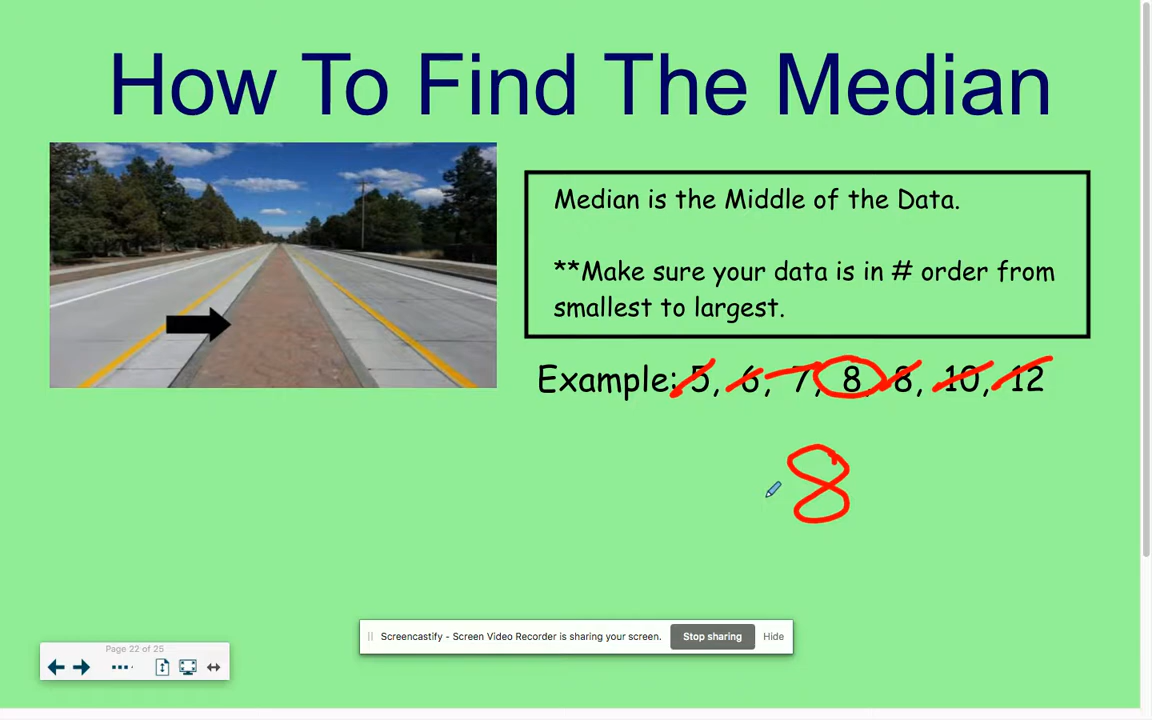 How To Find The Median
Median is the Middle of the Data.
**Make sure your data is in # order from
smallest to largest.
Example: 5, 6, 7, 8, 8, 10, 12
8
Screencastify - Screen Video Recorder is sharing your screen.
Stop sharing
Hide
Page 22 of 25